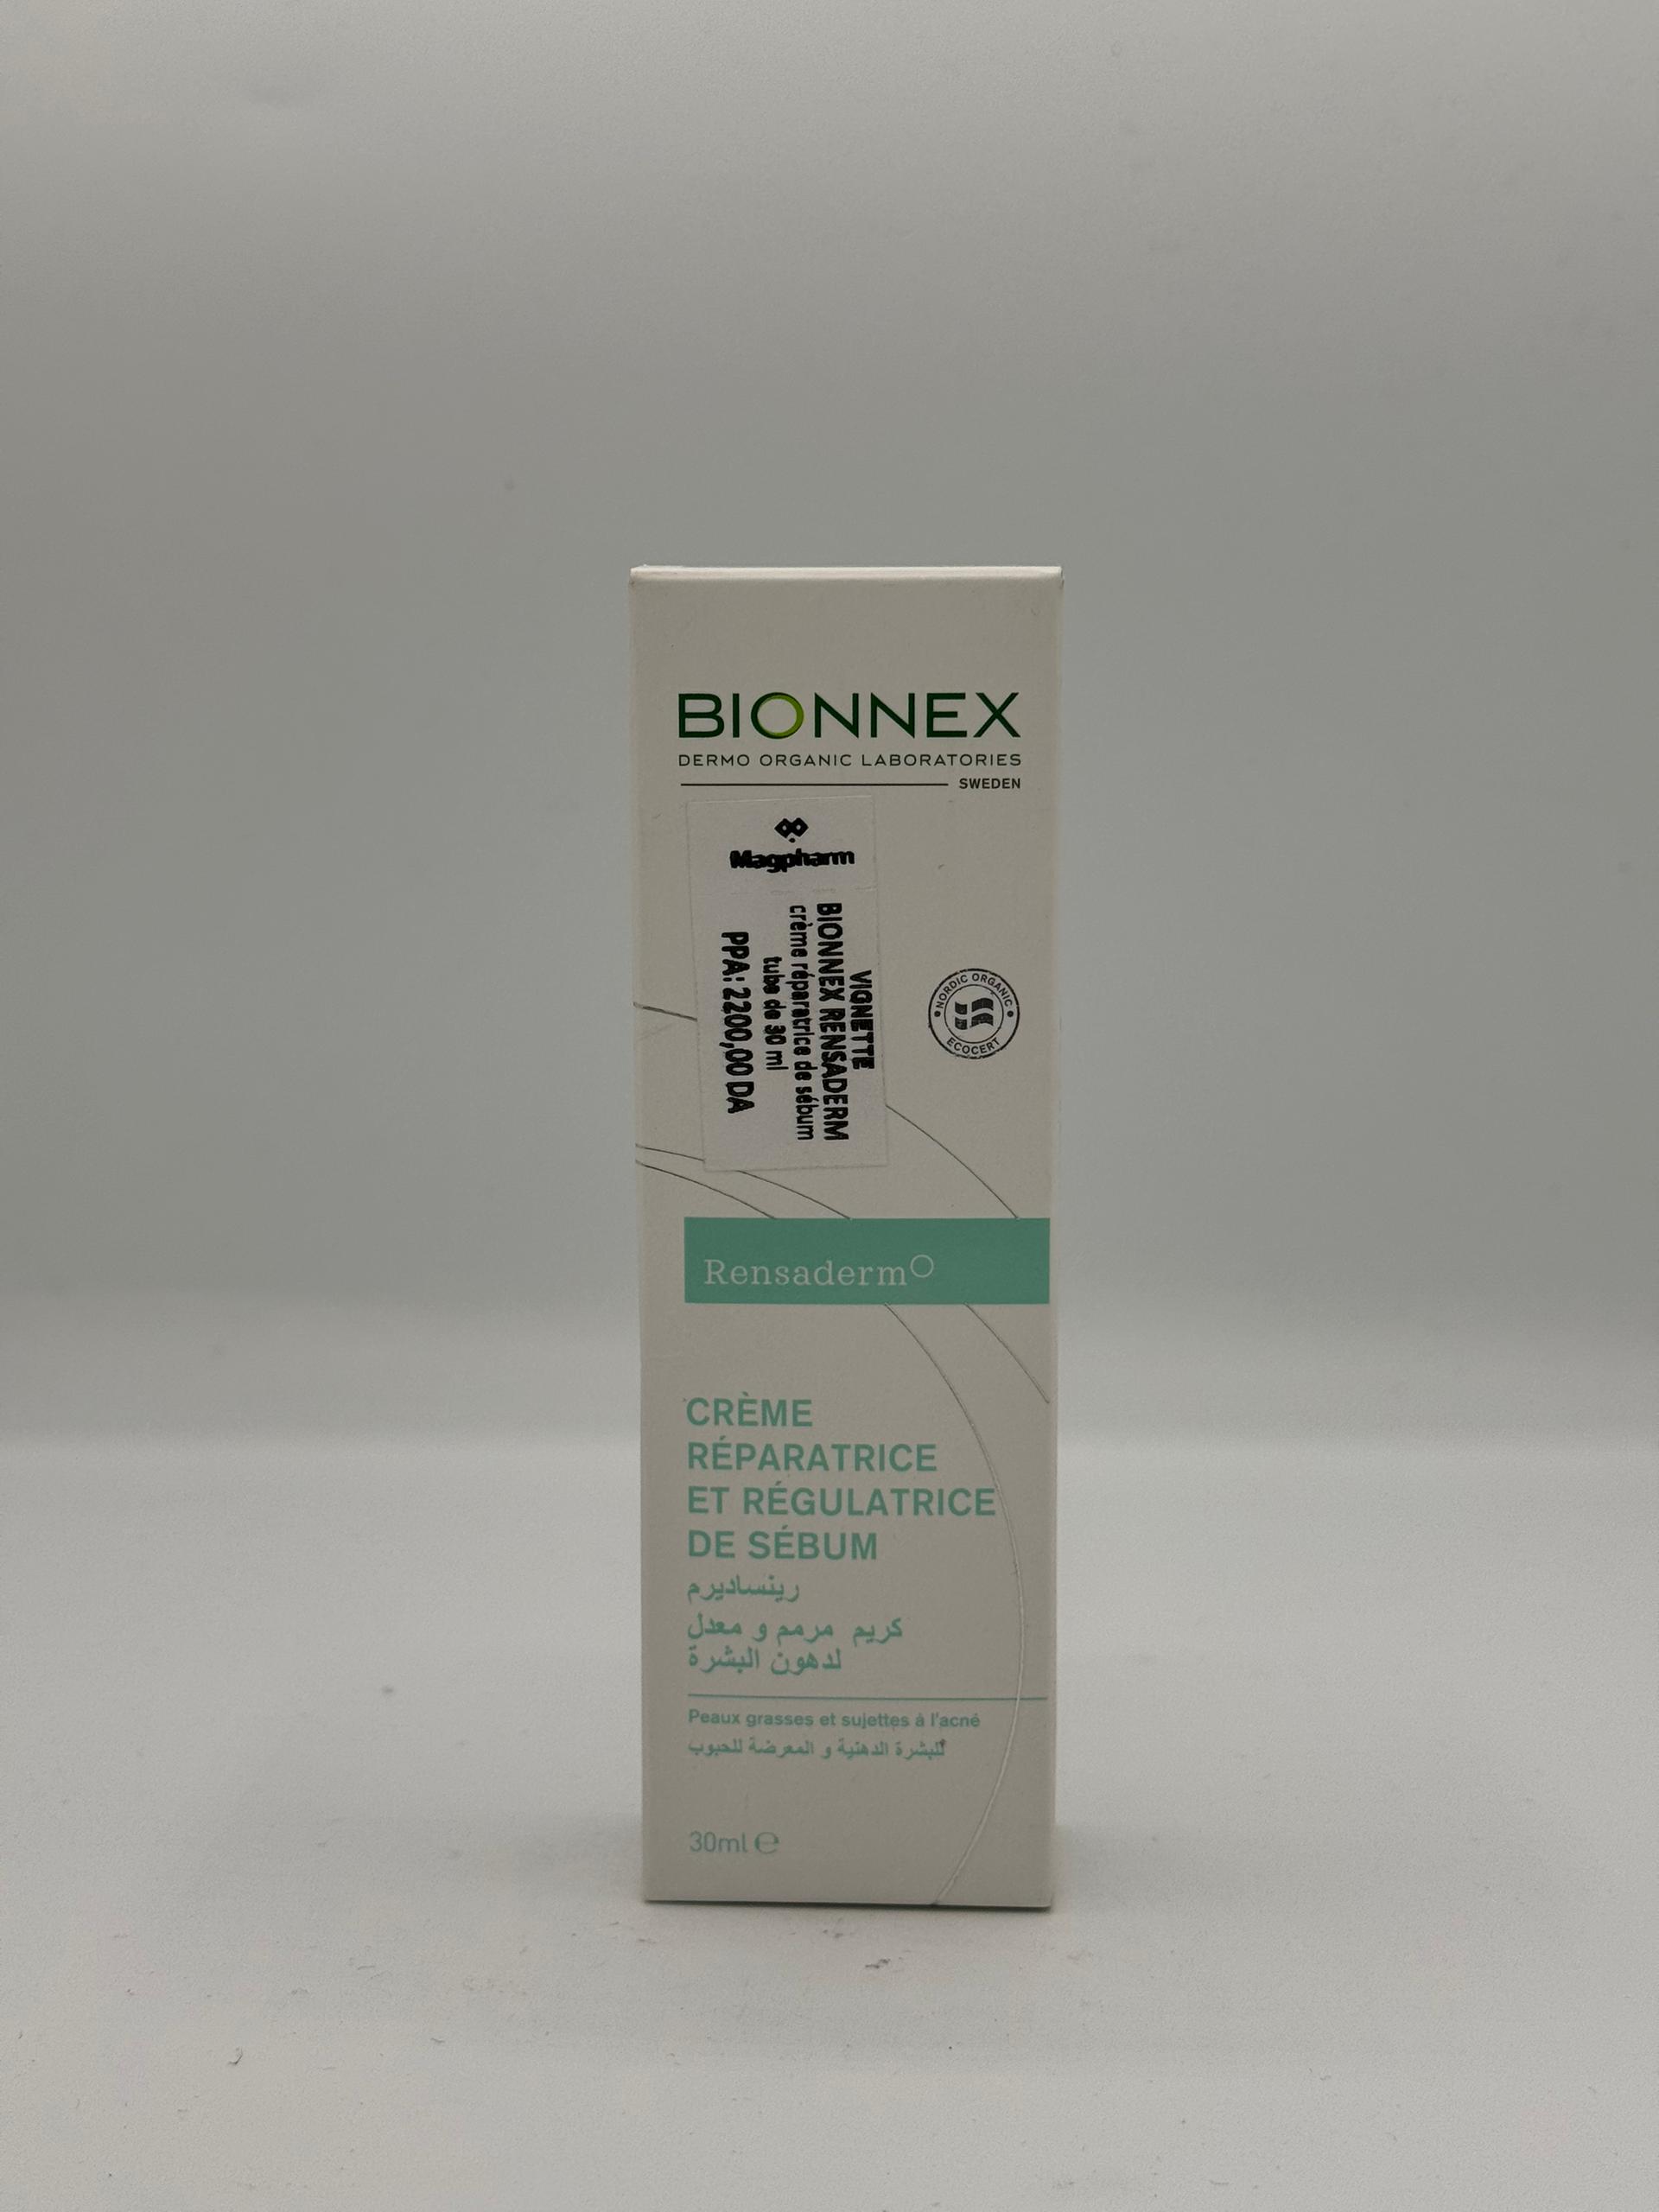 BIONNEX
DERMO ORGANIC LABORATORIES
SWEDEN
Magpharm
VIGNETTE
BIONNEX RENSADERM
crème réparatrice de sébum
tube de 30 ml
PPA: 2200,00 DA
NORDIC ORGANIC
ECOCERT
Rensaderm
CRÈME
RÉPARATRICE
ET RÉGULATRICE
DE SÉBUM
رينساديرم
كريم مرمم و معدل
لدهون البشرة
Peaux grasses et sujettes à l'acné
للبشرة الدهنية و المعرضة للحبوب
30ml ℮